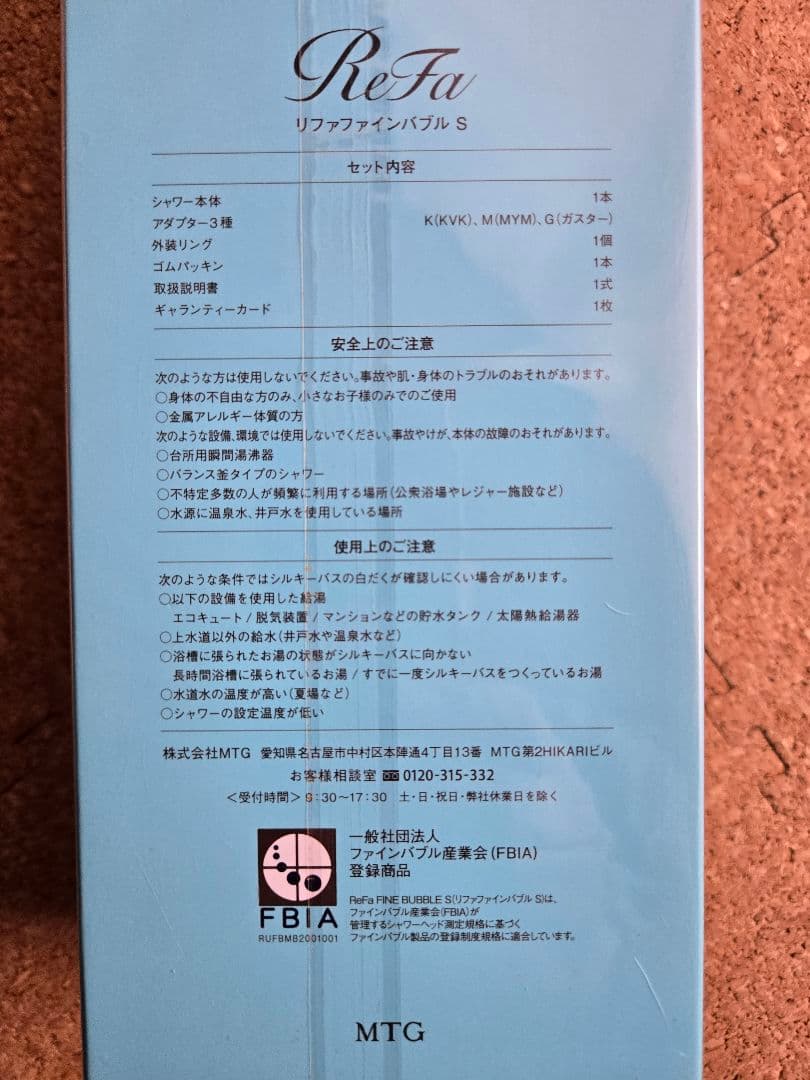 ReFa
リファファインバブル S
セット内容
シャワー本体 1本
アダプター3種 K(KVK)、M(MYM)、G(ガスター)
外装リング 1個
ゴムパッキン 1本
取扱説明書 1式
ギャランティーカード 1枚
安全上のご注意
次のような方は使用しないでください。事故や肌・身体のトラブルのおそれがあります。
○身体の不自由な方のみ、小さなお子様のみでのご使用
○金属アレルギー体質の方
次のような設備、環境では使用しないでください。事故やけが、本体の故障のおそれがあります。
○台所用瞬間湯沸器
○バランス釜タイプのシャワー
○不特定多数の人が頻繁に利用する場所(公衆浴場やレジャー施設など)
○水源に温泉水、井戸水を使用している場所
使用上のご注意
次のような条件ではシルキーバスの白だくが確認しにくい場合があります。
○以下の設備を使用した給湯
エコキュート / 脱気装置 / マンションなどの貯水タンク / 太陽熱給湯器
○上水道以外の給水(井戸水や温泉水など)
○浴槽に張られたお湯の状態がシルキーバスに向かない
長時間浴槽に張られているお湯 / すでに一度シルキーバスをつくっているお湯
○水道水の温度が高い(夏場など)
○シャワーの設定温度が低い
株式会社MTG 愛知県名古屋市中村区本陣通4丁目13番 MTG第2HIKARIビル
お客様相談室 0120-315-332
<受付時間> 9:30〜17:30 土・日・祝日・弊社休業日を除く
一般社団法人
ファインバブル産業会(FBIA)
登録商品
FBIA
RUFBMB2001001
ReFa FINE BUBBLE S(リファファインバブル S)は、
ファインバブル産業会(FBIA)が
管理するシャワーヘッド測定規格に基づく
ファインバブル製品の登録制度規格に適合しています。
MTG